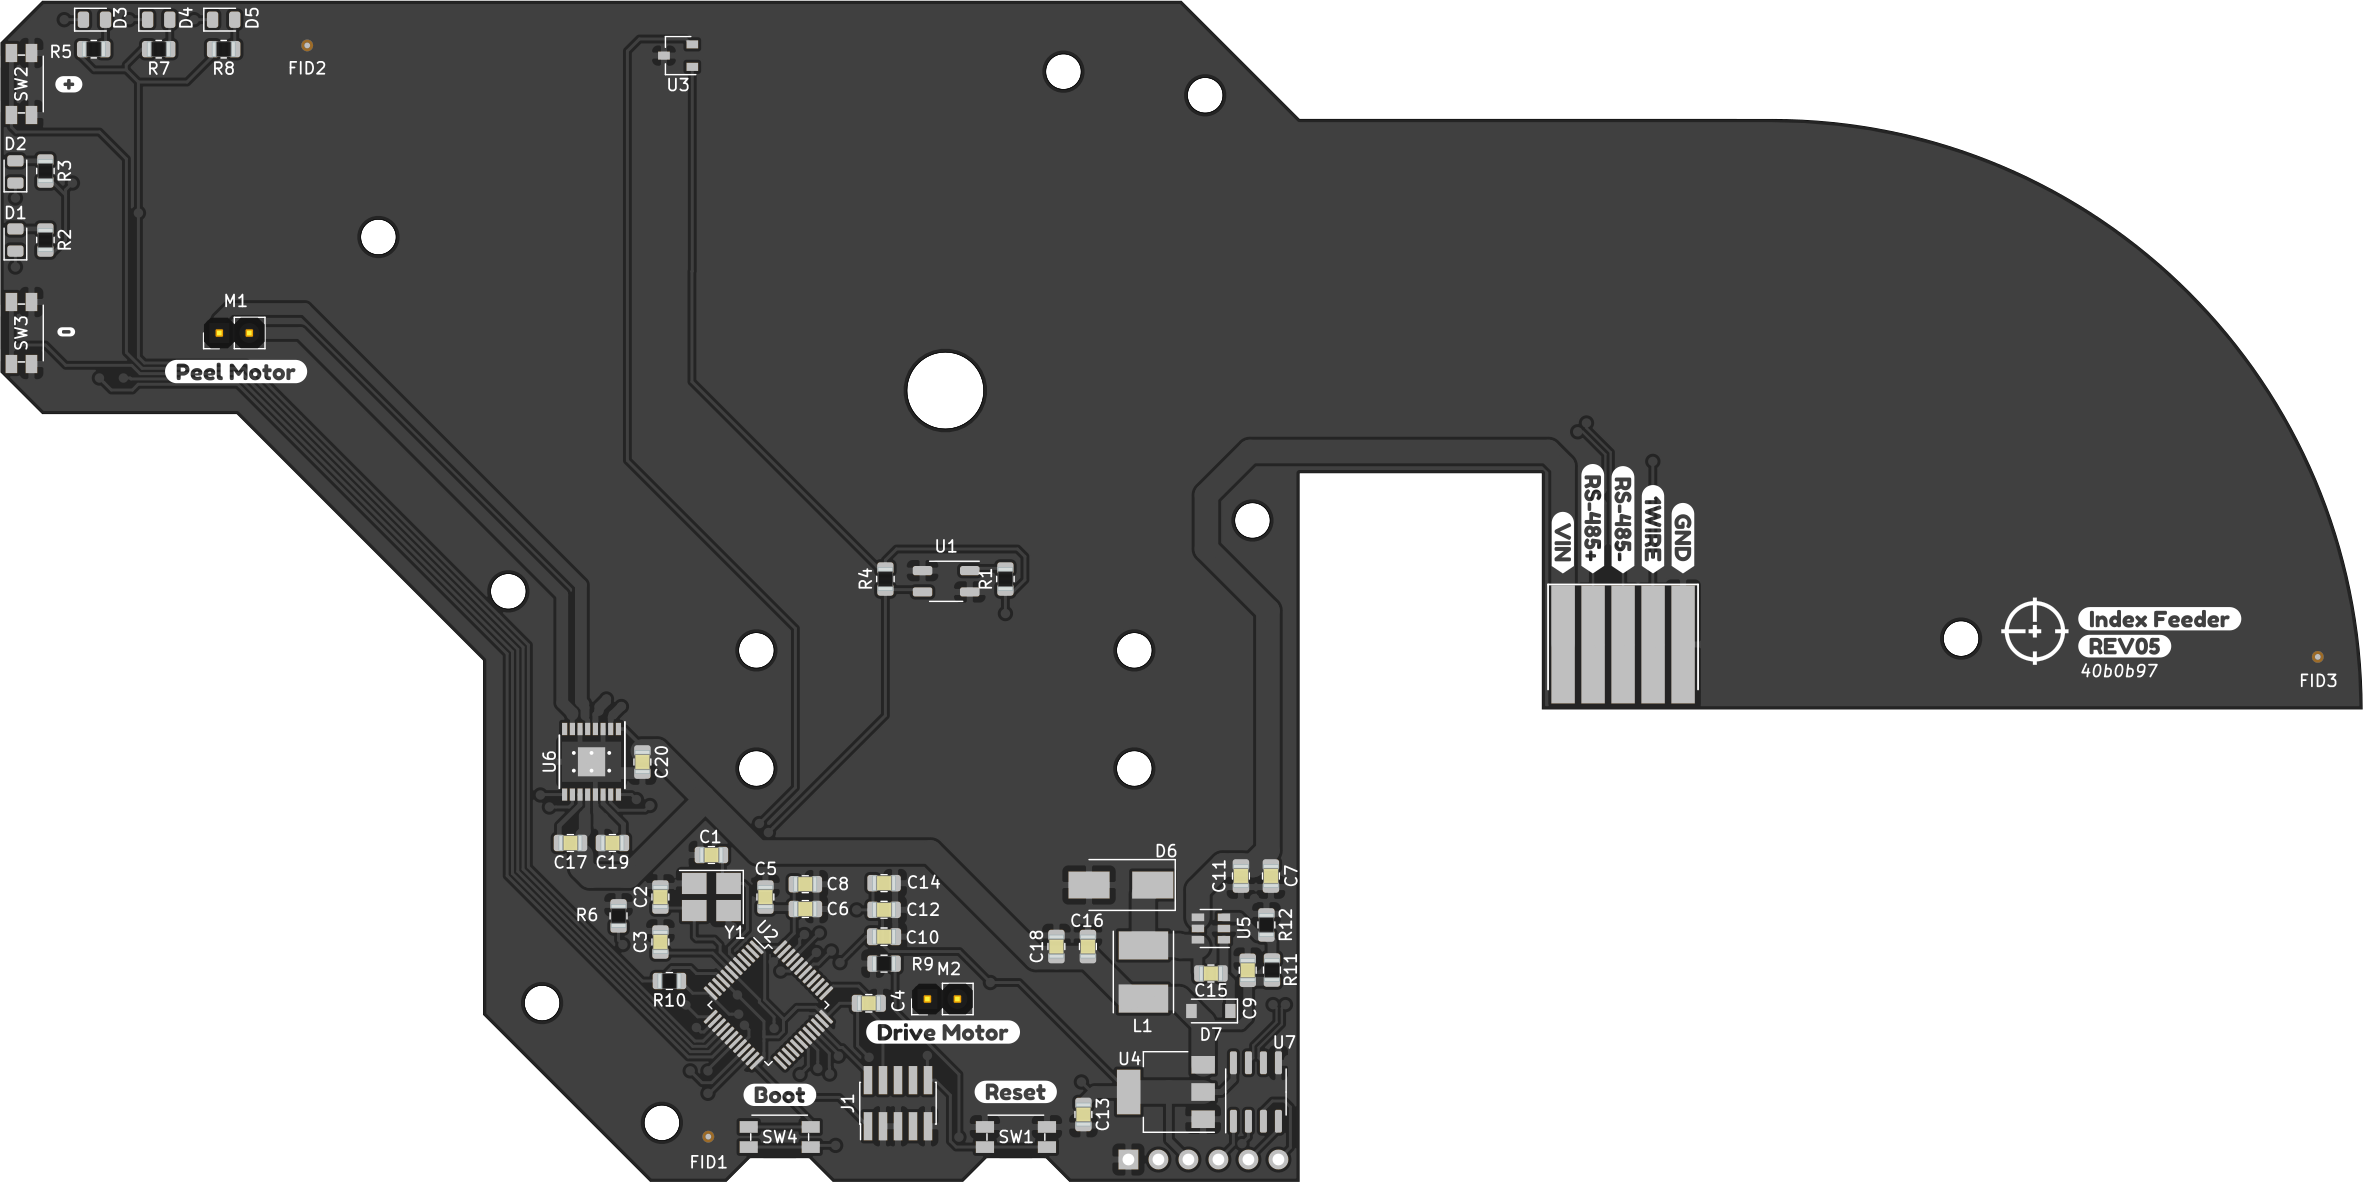 D3
D4
D5
R5
R7
R8
FID2
SW2
+
U3
D2
R3
D1
R2
M1
SW3
0
Peel Motor
U1
R4
R1
VIN
RS-485+
RS-485-
1WIRE
GND
Index Feeder
REV05
40b0b97
FID3
U6
C20
C17
C19
C1
C5
C2
C8
C6
C14
C12
C10
R6
C3
Y1
U2
R9
M2
R10
C4
Drive Motor
D6
C16
C18
C11
C7
U5
R12
C15
C9
R11
L1
D7
U4
U7
Boot
J1
Reset
C13
SW4
SW1
FID1